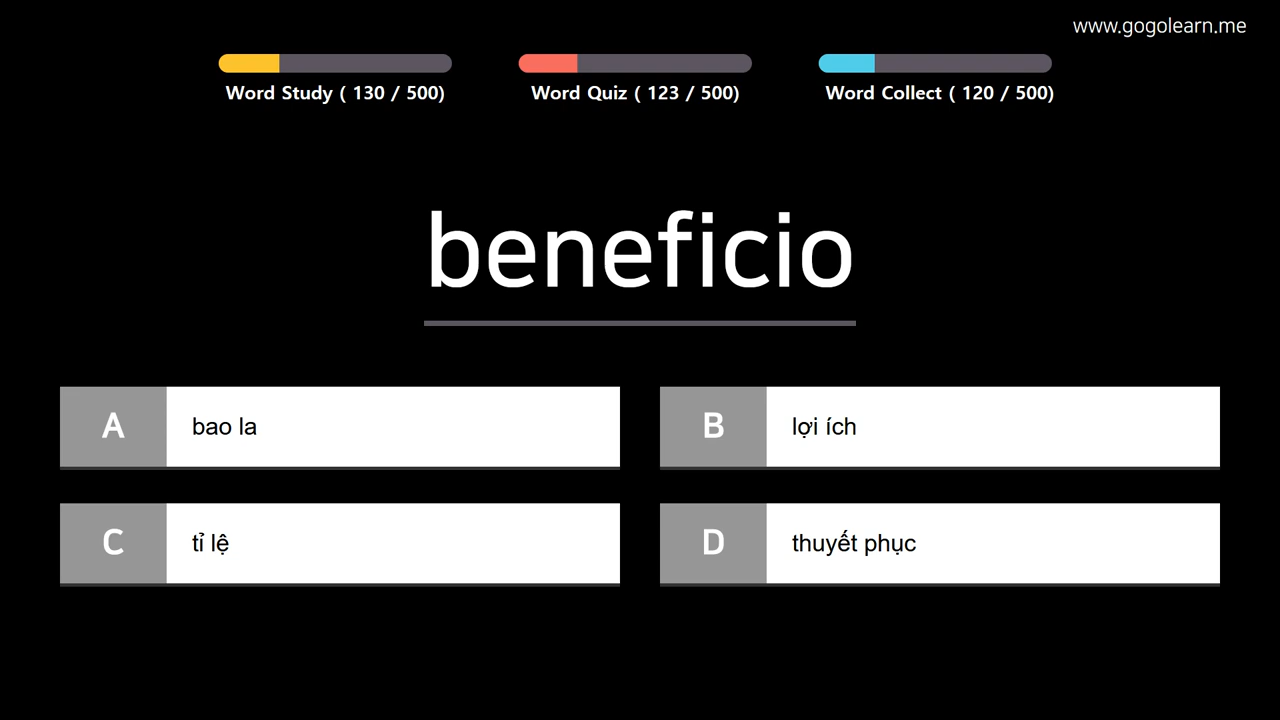 www.gogolearn.me
Word Study ( 130 / 500)
Word Quiz ( 123 / 500)
Word Collect ( 120 / 500)
beneficio
A
bao la
B
lợi ích
C
tỉ lệ
D
thuyết phục